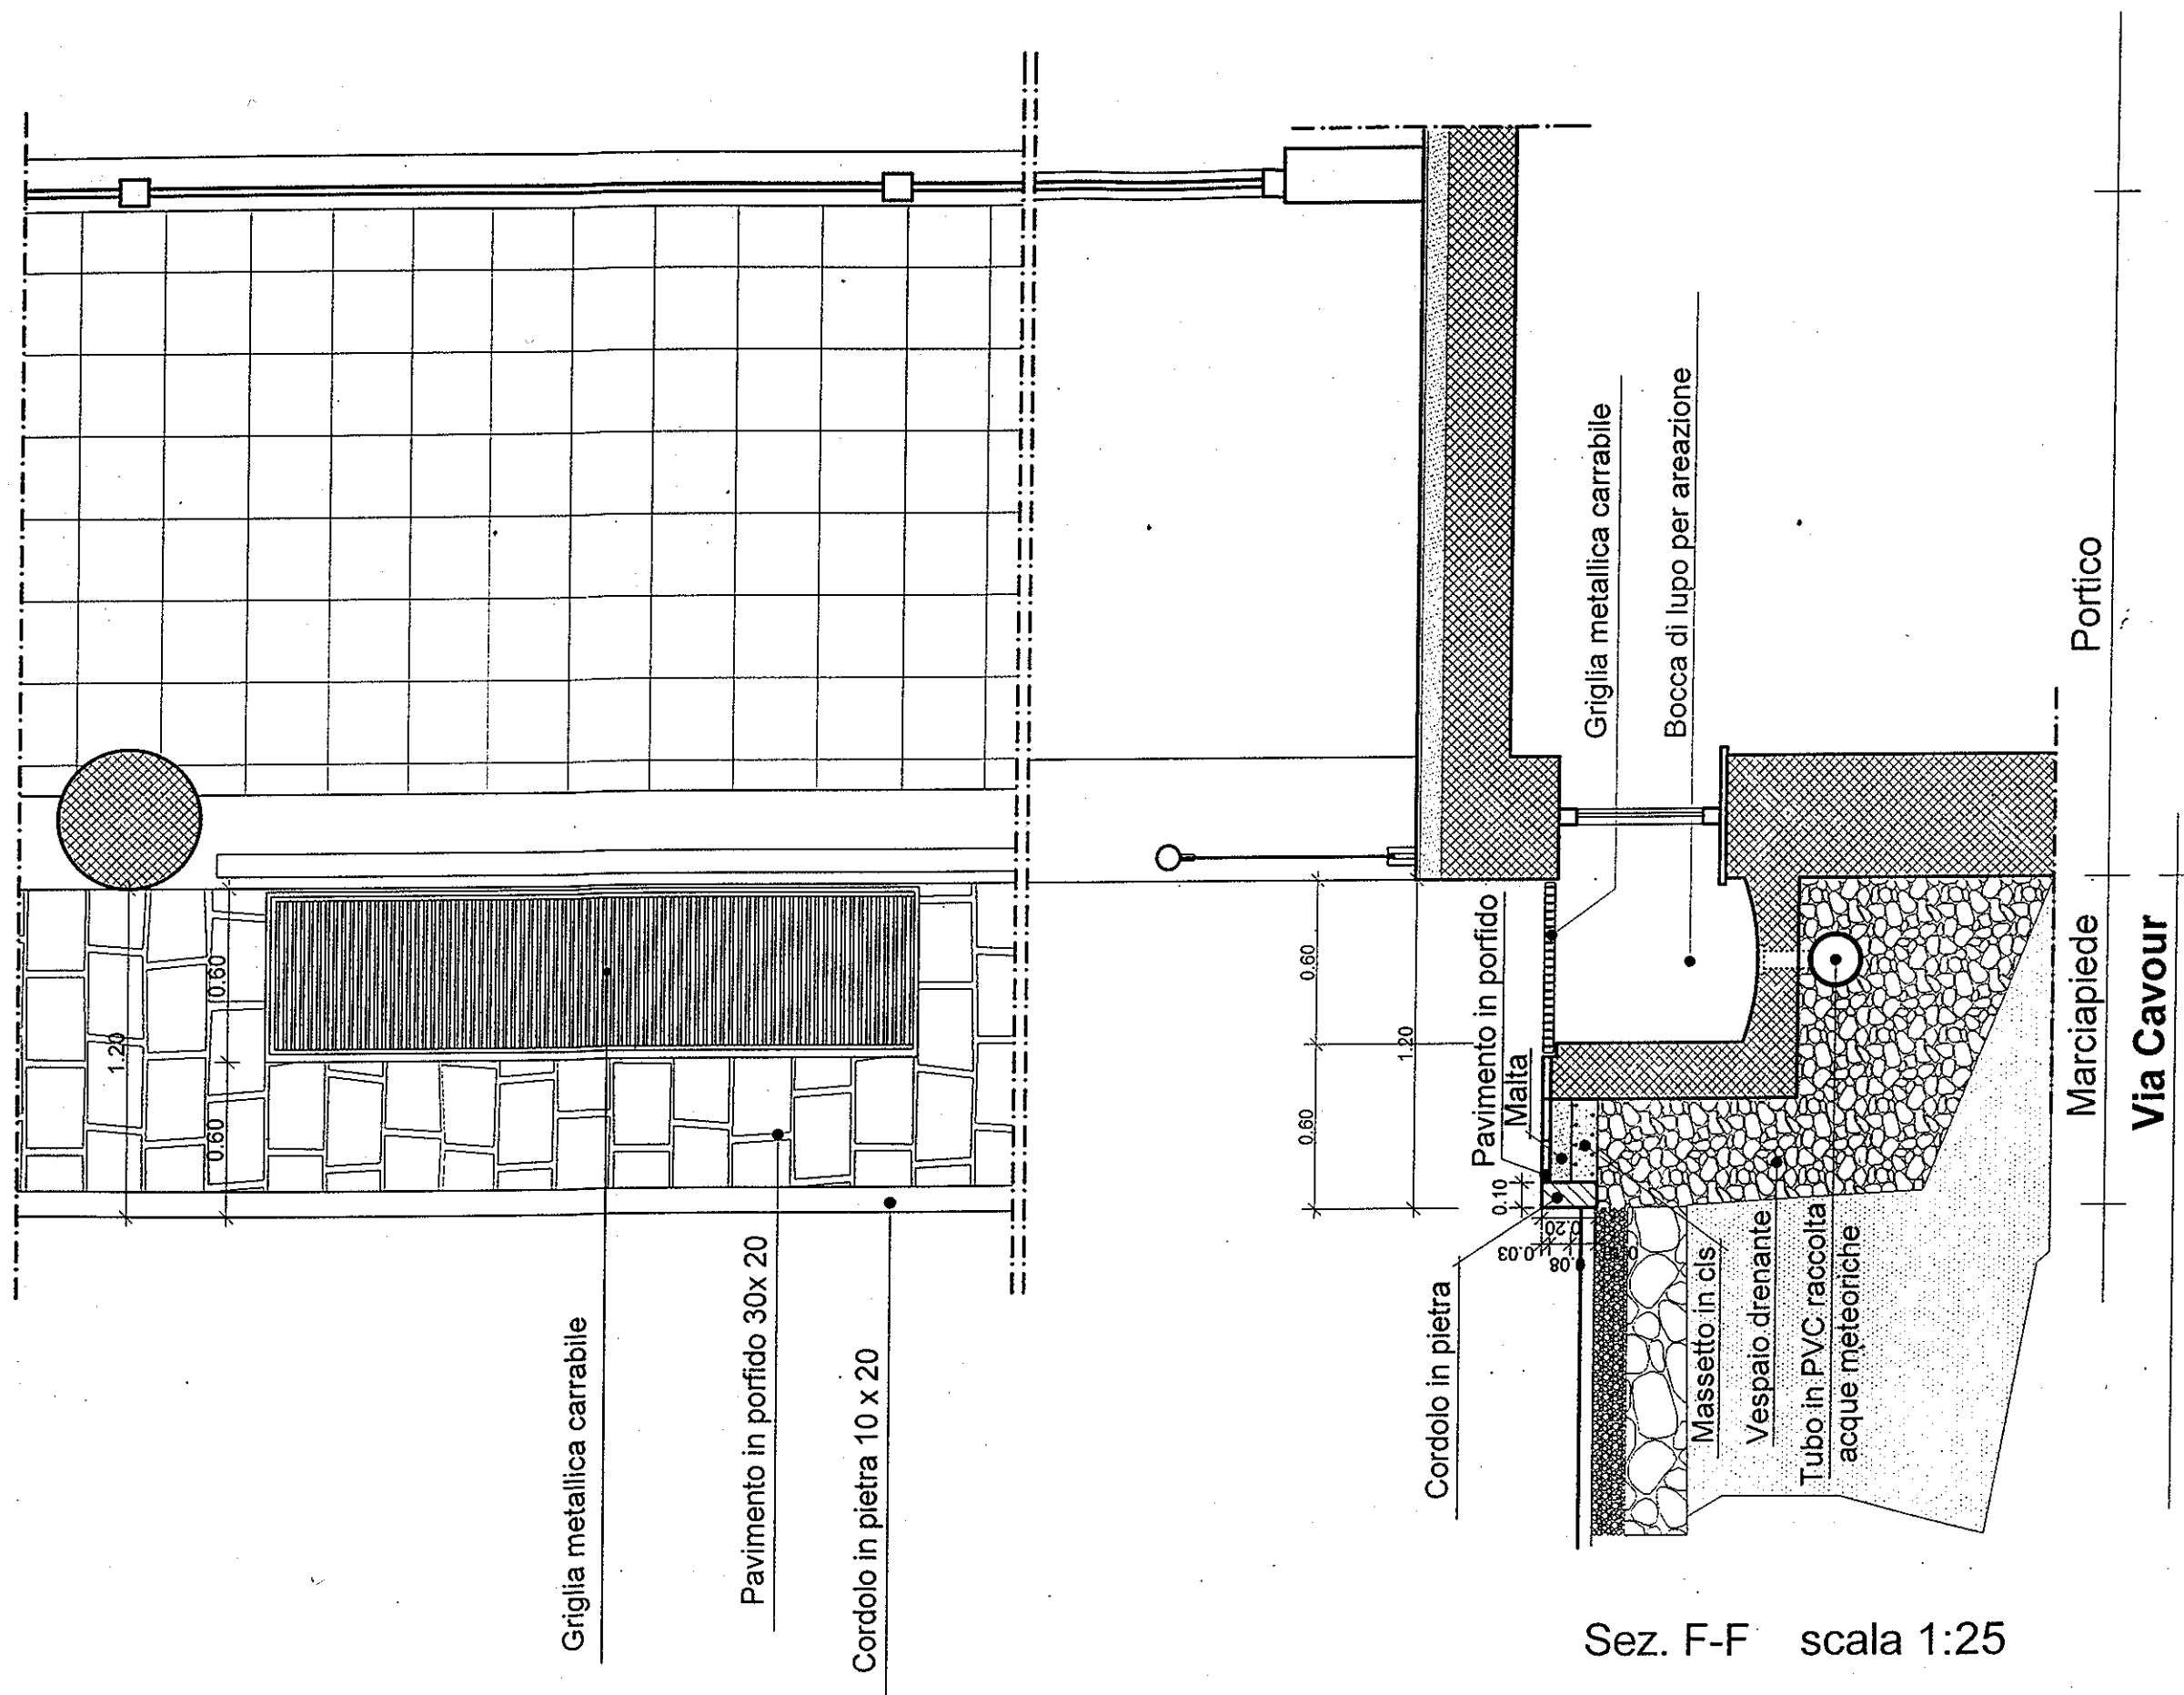 Griglia metallica carrabile
Pavimento in porfido 30x 20
Cordolo in pietra 10 x 20
1.20
0.60
0.60
Griglia metallica carrabile
Bocca di lupo per areazione
Pavimento in porfido
Malta
Cordolo in pietra
0.60
0.60
1.20
0.10
0.20
0.03
0.08
Massetto in cls
Vespaio drenante
Tubo in PVC raccolta
acque meteoriche
Portico
Marciapiede
Via Cavour
Sez. F-F scala 1:25